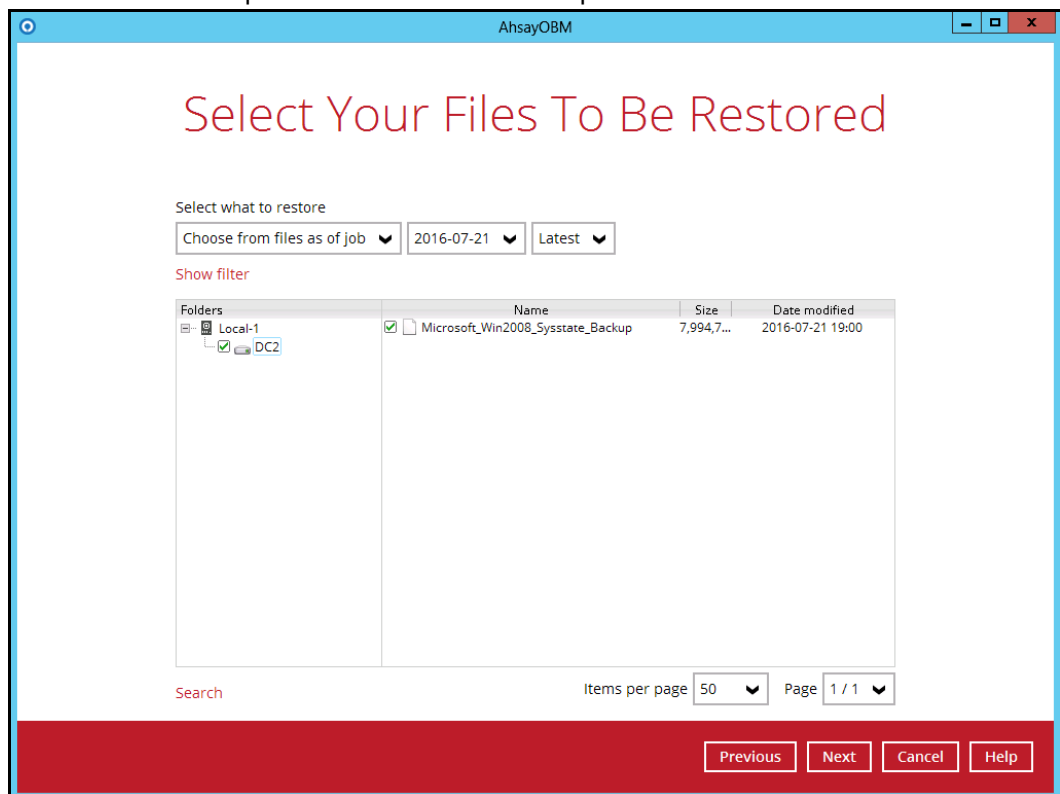 AhsayOBM
Select Your Files To Be Restored
Select what to restore
Choose from files as of job 2016-07-21 Latest
Show filter
Folders Name Size Date modified
Local-1 Microsoft_Win2008_Sysstate_Backup 7,994,7... 2016-07-21 19:00
DC2
Search Items per page 50 Page 1 / 1
Previous Next Cancel Help